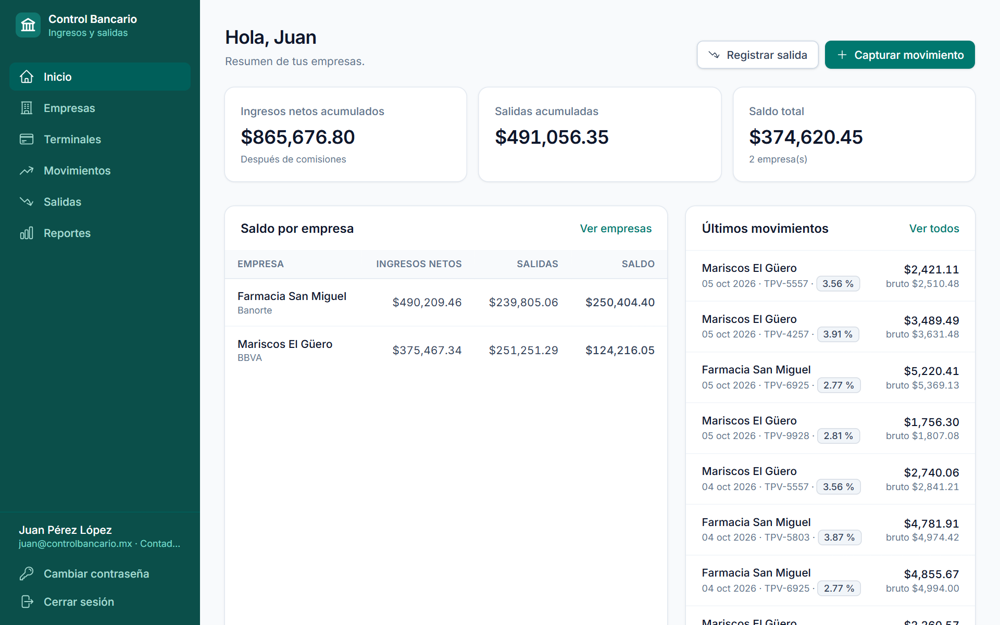 Control Bancario
Ingresos y salidas
Inicio
Empresas
Terminales
Movimientos
Salidas
Reportes
Juan Pérez López
juan@controlbancario.mx · Contad...
Cambiar contraseña
Cerrar sesión
Hola, Juan
Resumen de tus empresas.
Registrar salida
Capturar movimiento
Ingresos netos acumulados
$865,676.80
Después de comisiones
Salidas acumuladas
$491,056.35
Saldo total
$374,620.45
2 empresa(s)
Saldo por empresa
Ver empresas
EMPRESA INGRESOS NETOS SALIDAS SALDO
Farmacia San Miguel $490,209.46 $239,805.06 $250,404.40
Banorte
Mariscos El Güero $375,467.34 $251,251.29 $124,216.05
BBVA
Últimos movimientos
Ver todos
Mariscos El Güero $2,421.11
05 oct 2026 · TPV-5557 · 3.56 % bruto $2,510.48
Mariscos El Güero $3,489.49
05 oct 2026 · TPV-4257 · 3.91 % bruto $3,631.48
Farmacia San Miguel $5,220.41
05 oct 2026 · TPV-6925 · 2.77 % bruto $5,369.13
Mariscos El Güero $1,756.30
05 oct 2026 · TPV-9928 · 2.81 % bruto $1,807.08
Mariscos El Güero $2,740.06
04 oct 2026 · TPV-5557 · 3.56 % bruto $2,841.21
Farmacia San Miguel $4,781.91
04 oct 2026 · TPV-5803 · 3.87 % bruto $4,974.42
Farmacia San Miguel $4,855.67
04 oct 2026 · TPV-6925 · 2.77 % bruto $4,994.00
Mariscos El Güero $2,260.57